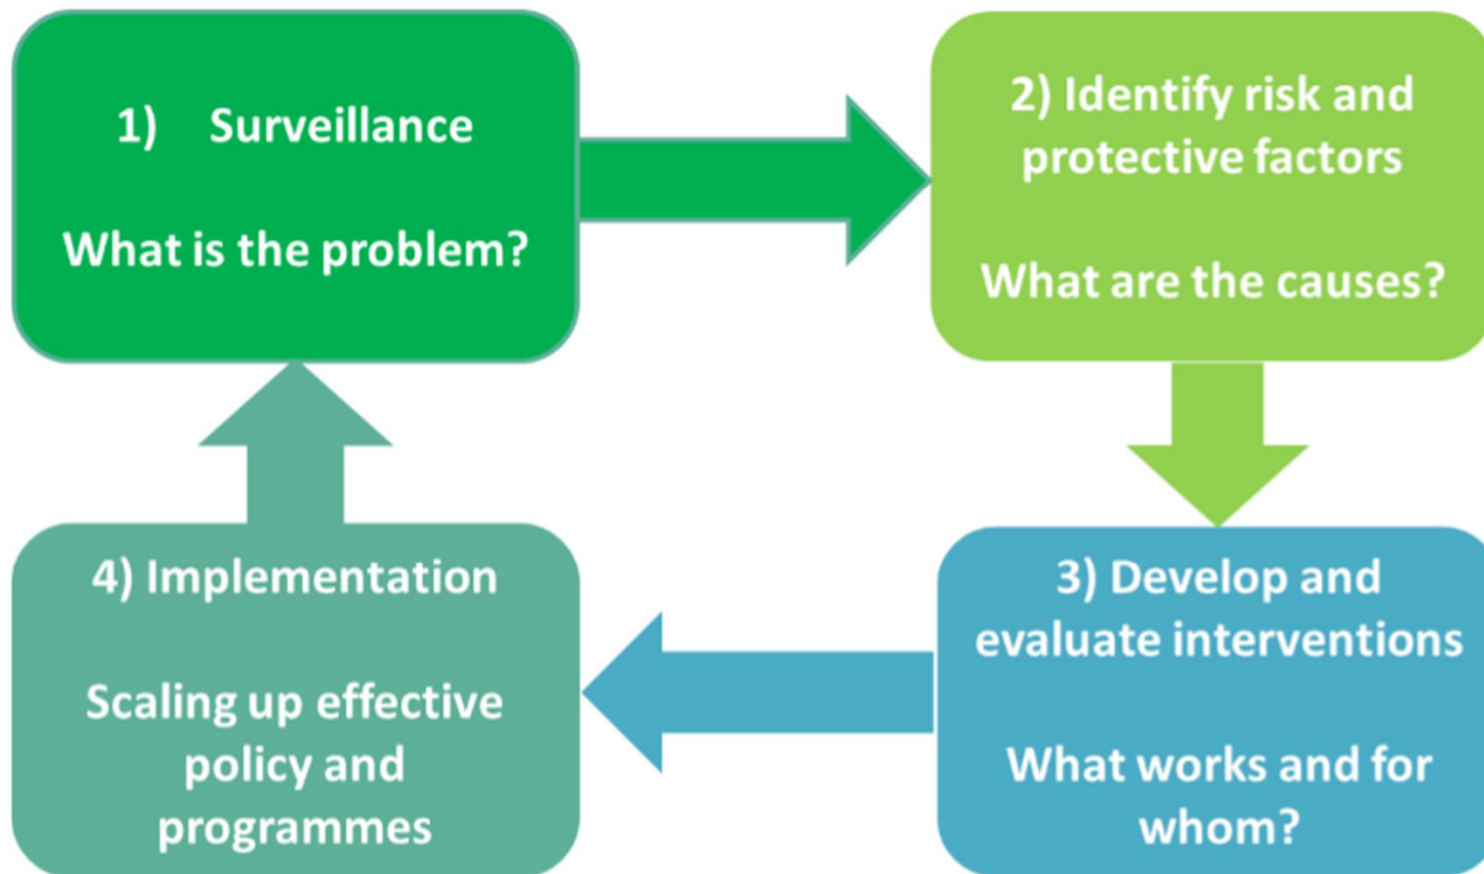 1) Surveillance
What is the problem?
2) Identify risk and
protective factors
What are the causes?
3) Develop and
evaluate interventions
What works and for
whom?
4) Implementation
Scaling up effective
policy and
programmes